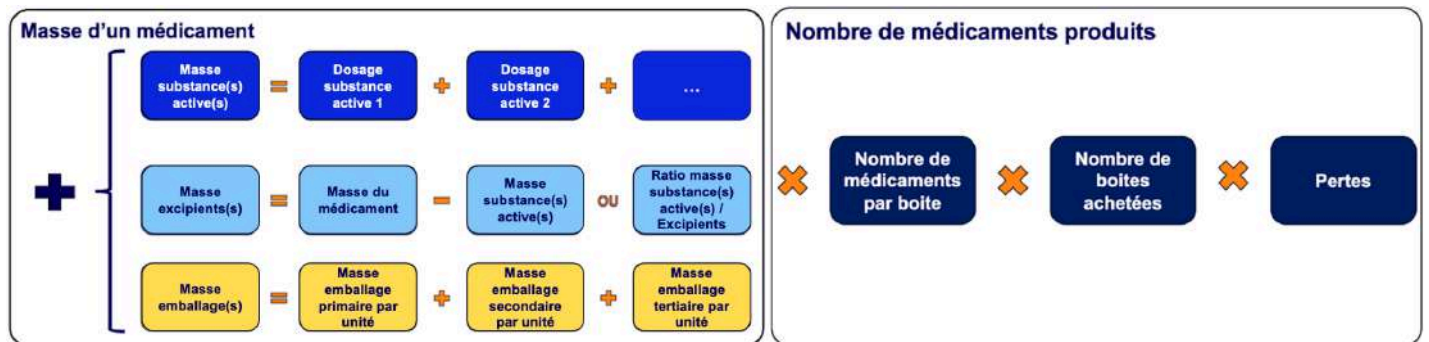 Masse d'un médicament
Masse
substance(s)
active(s)
=
Dosage
substance
active 1
+
Dosage
substance
active 2
+
...
+
Masse
excipients(s)
=
Masse du
médicament
-
Masse
substance(s)
active(s)
OU
Ratio masse
substance(s)
active(s) /
Excipients
Masse
emballage(s)
=
Masse
emballage
primaire par
unité
+
Masse
emballage
secondaire
par unité
+
Masse
emballage
tertiaire par
unité
Nombre de médicaments produits
×
Nombre de
médicaments
par boite
×
Nombre de
boites
achetées
×
Pertes